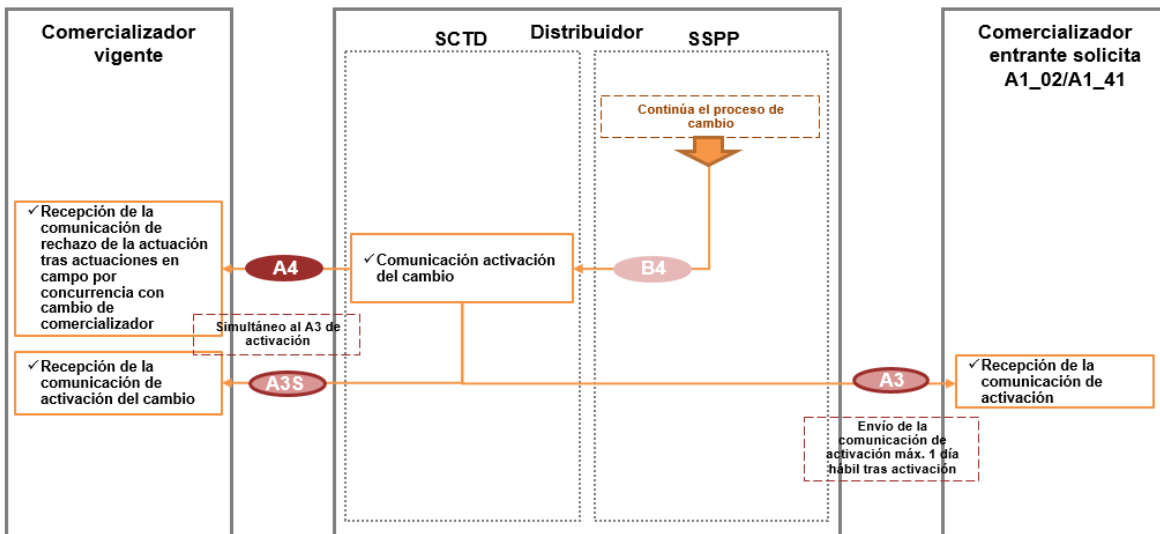 Comercializador
vigente
Distribuidor
SCTD
SSPP
Comercializador
entrante solicita
A1_02/A1_41
Continúa el proceso de
cambio
✓Recepción de la
comunicación de
rechazo de la actuación
tras actuaciones en
campo por
concurrencia con
cambio de
comercializador
A4
✓Comunicación activación
del cambio
B4
Simultáneo al A3 de
activación
✓Recepción de la
comunicación de
activación del cambio
A3S
A3
✓Recepción de la
comunicación de
activación
Envío de la
comunicación de
activación máx. 1 día
hábil tras activación